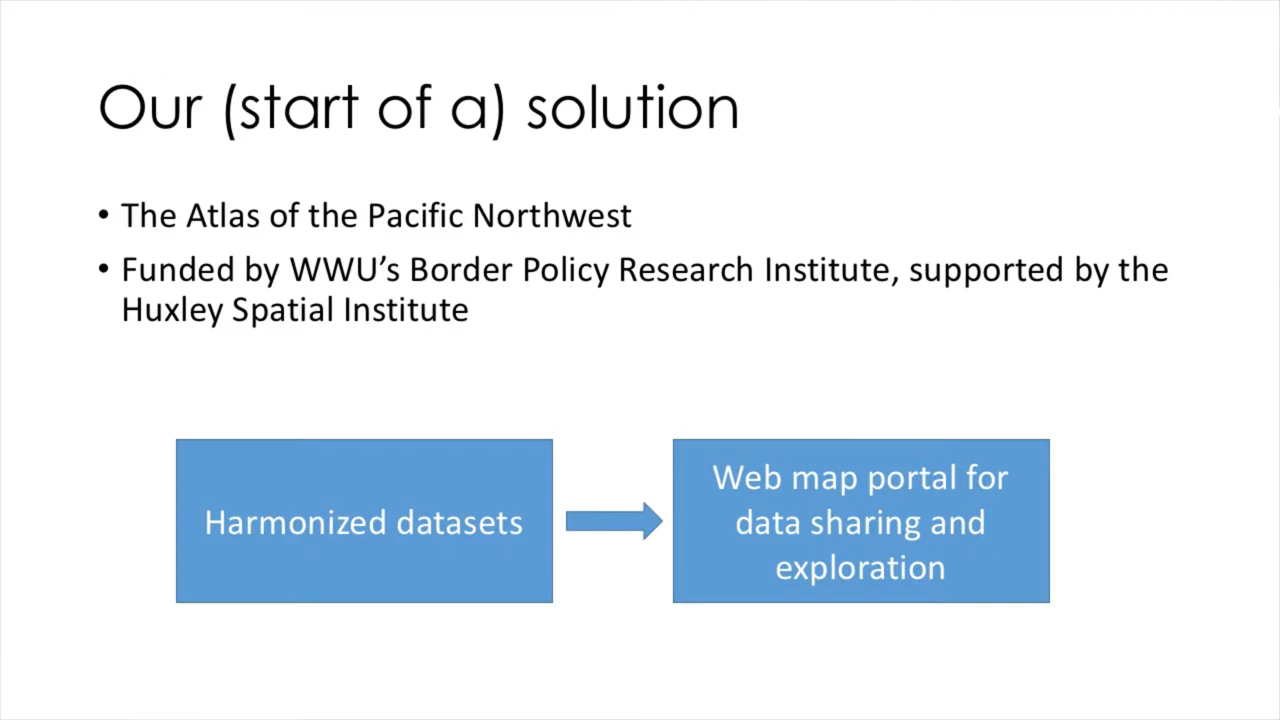 Our (start of a) solution
• The Atlas of the Pacific Northwest
• Funded by WWU’s Border Policy Research Institute, supported by the
Huxley Spatial Institute
Harmonized datasets
Web map portal for
data sharing and
exploration